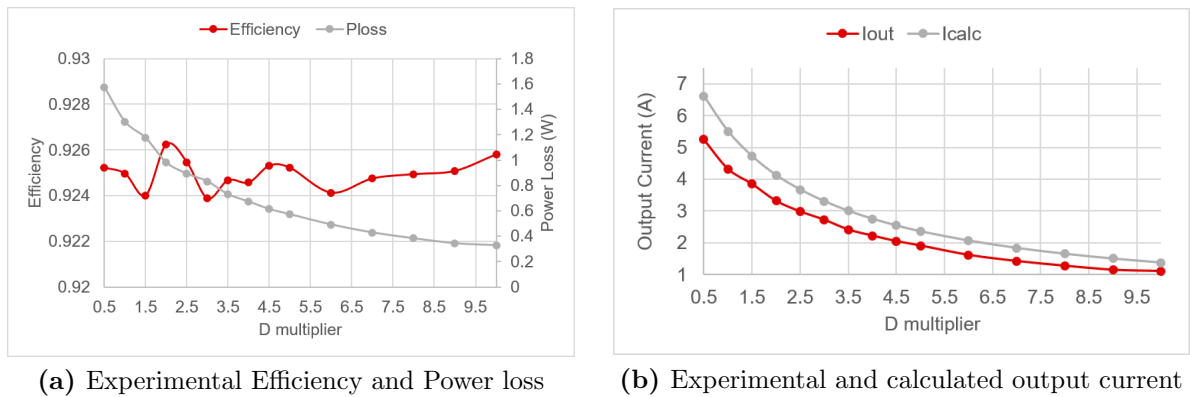 Efficiency Ploss
0.93
0.928
0.926
0.924
0.922
0.92
Efficiency
1.8
1.6
1.4
1.2
1
0.8
0.6
0.4
0.2
0
Power Loss (W)
0.5 1.5 2.5 3.5 4.5 5.5 6.5 7.5 8.5 9.5
D multiplier
(a) Experimental Efficiency and Power loss
Iout Icalc
7
6
5
4
3
2
1
Output Current (A)
0.5 1.5 2.5 3.5 4.5 5.5 6.5 7.5 8.5 9.5
D multiplier
(b) Experimental and calculated output current